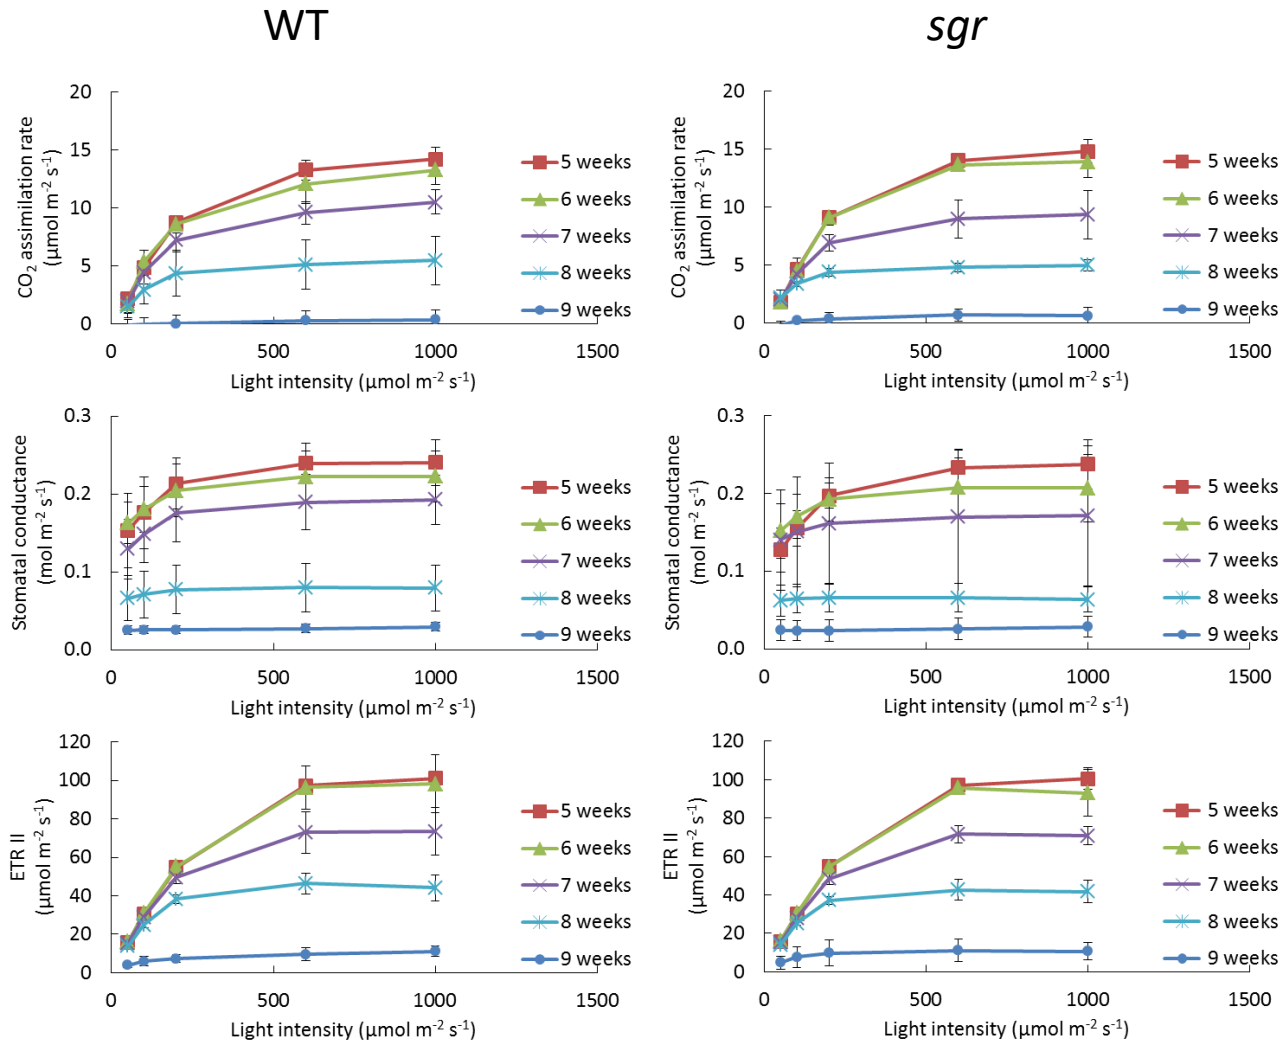 WT
sgr
CO₂ assimilation rate
(µmol m⁻² s⁻¹)
20
15
10
5
0
0
500
1000
1500
Light intensity (µmol m⁻² s⁻¹)
5 weeks
6 weeks
7 weeks
8 weeks
9 weeks
CO₂ assimilation rate
(µmol m⁻² s⁻¹)
20
15
10
5
0
0
500
1000
1500
Light intensity (µmol m⁻² s⁻¹)
5 weeks
6 weeks
7 weeks
8 weeks
9 weeks
Stomatal conductance
(mol m⁻² s⁻¹)
0.3
0.2
0.1
0.0
0
500
1000
1500
Light intensity (µmol m⁻² s⁻¹)
5 weeks
6 weeks
7 weeks
8 weeks
9 weeks
Stomatal conductance
(mol m⁻² s⁻¹)
0.3
0.2
0.1
0.0
0
500
1000
1500
Light intensity (µmol m⁻² s⁻¹)
5 weeks
6 weeks
7 weeks
8 weeks
9 weeks
ETR II
(µmol m⁻² s⁻¹)
120
100
80
60
40
20
0
0
500
1000
1500
Light intensity (µmol m⁻² s⁻¹)
5 weeks
6 weeks
7 weeks
8 weeks
9 weeks
ETR II
(µmol m⁻² s⁻¹)
120
100
80
60
40
20
0
0
500
1000
1500
Light intensity (µmol m⁻² s⁻¹)
5 weeks
6 weeks
7 weeks
8 weeks
9 weeks